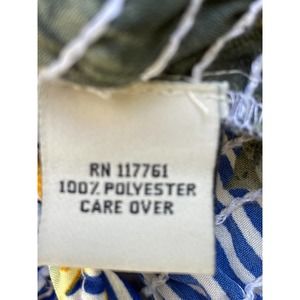 RN 117761
100% POLYESTER
CARE OVER